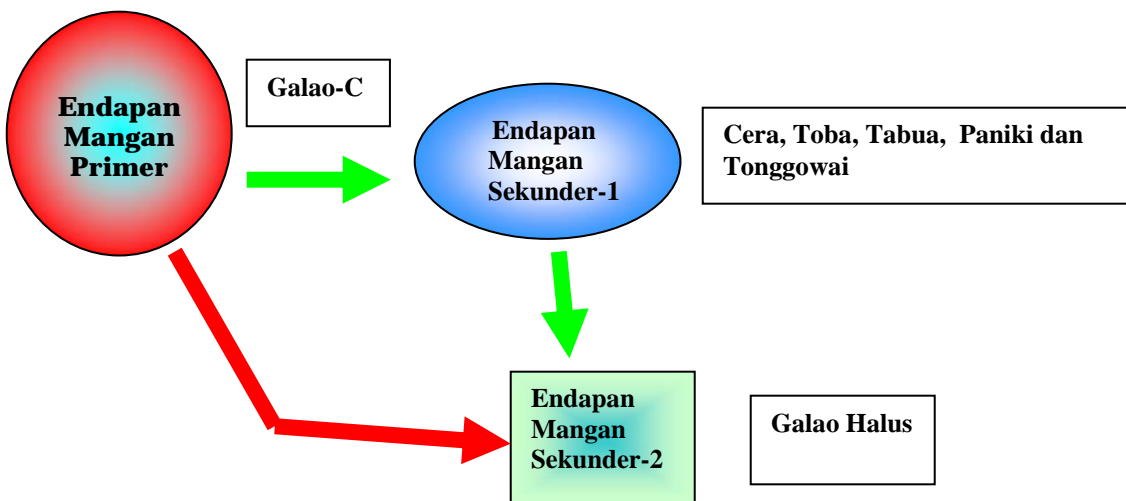 Endapan
Mangan
Primer
Galao-C
Endapan
Mangan
Sekunder-1
Cera, Toba, Tabua, Paniki dan
Tonggowai
Endapan
Mangan
Sekunder-2
Galao Halus